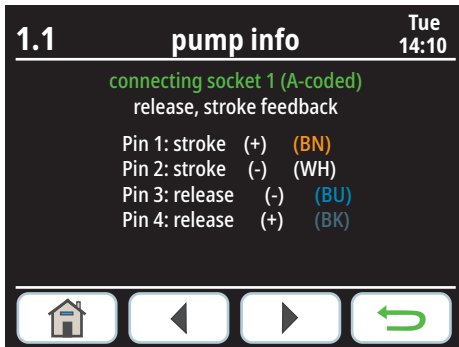 1.1 pump info Tue
14:10
connecting socket 1 (A-coded)
release, stroke feedback
Pin 1: stroke (+) (BN)
Pin 2: stroke (-) (WH)
Pin 3: release (-) (BU)
Pin 4: release (+) (BK)